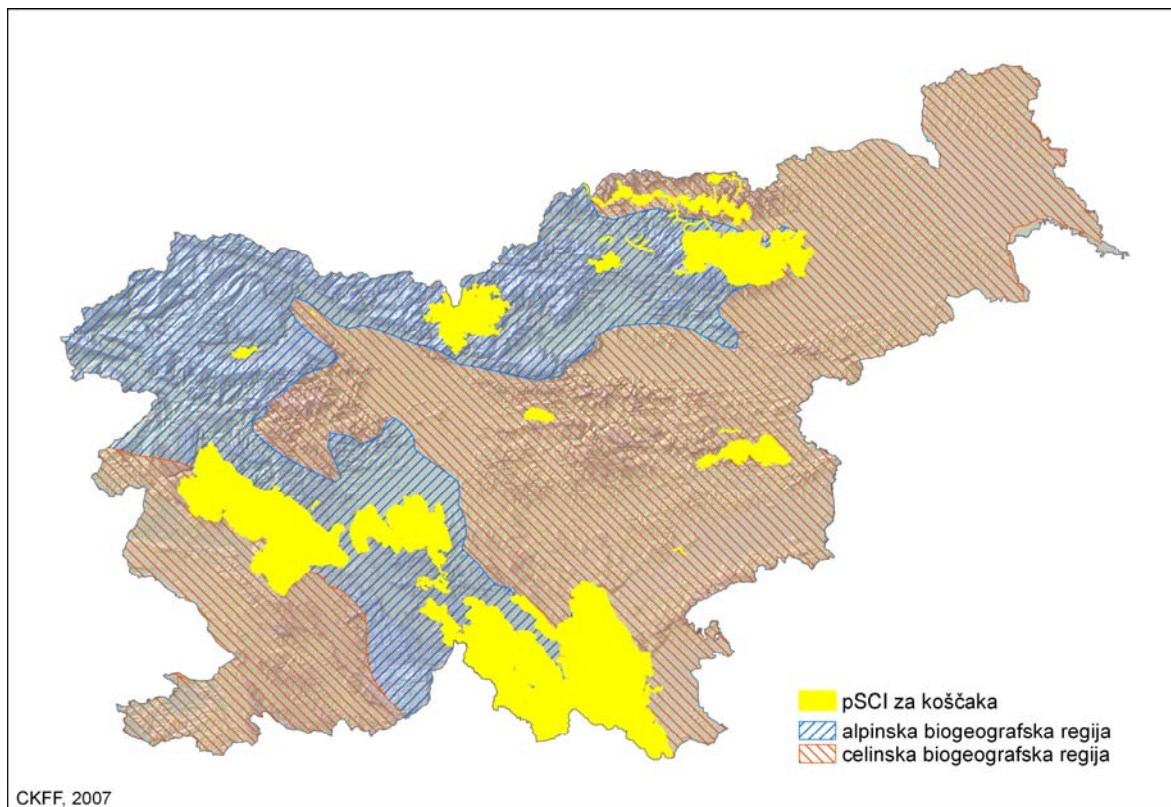 pSCI za koščaka
alpinska biogeografska regija
celinska biogeografska regija
CKFF, 2007